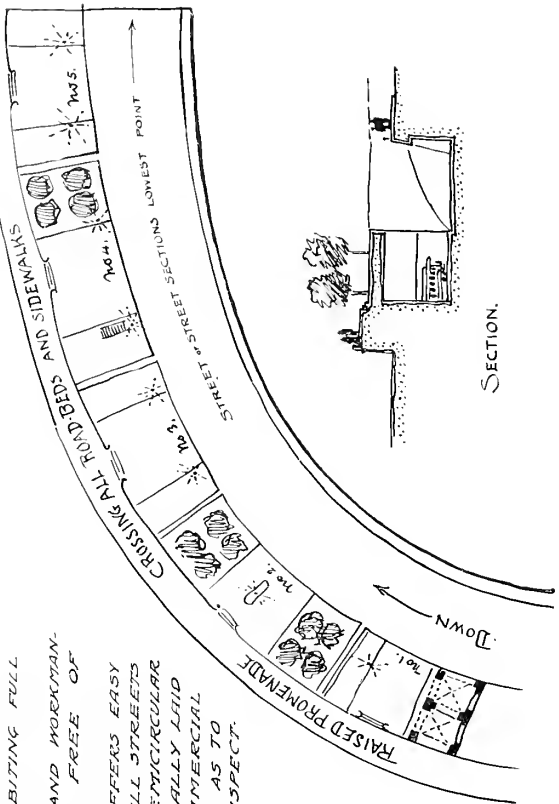 BITING FULL
AND WORKMAN-
FREE OF
FFERS EASY
LL STREETS
EMICIRCULAR
ALLY LAID
MERCIAL
AS TO
SPECT.
RAISED PROMENADE
CROSSING ALL ROAD-BEDS AND SIDEWALKS
No 1.
No 2.
No 3.
No 4.
No 5.
DOWN
STREET OR STREET SECTIONS LOWEST POINT
SECTION.